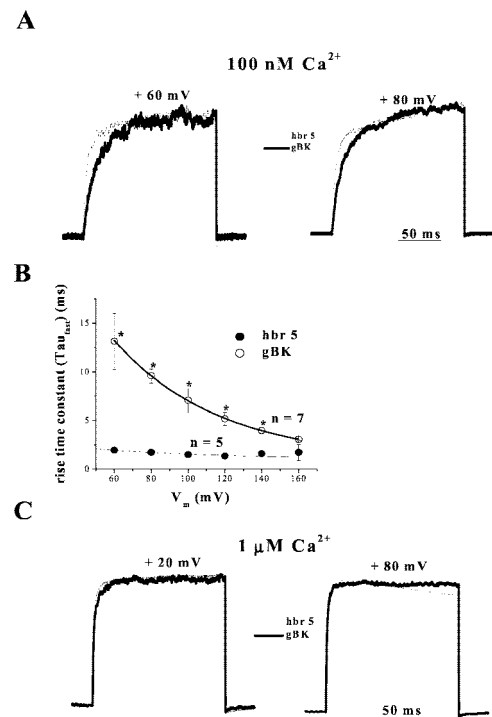 A
100 nM Ca²⁺
+ 60 mV
+ 80 mV
hbr 5
gBK
50 ms
B
rise time constant (Tau_fast) (ms)
15
10
5
0
*
*
*
*
*
hbr 5
gBK
n = 7
n = 5
60 80 100 120 140 160
V_m (mV)
C
1 µM Ca²⁺
+ 20 mV
+ 80 mV
hbr 5
gBK
50 ms